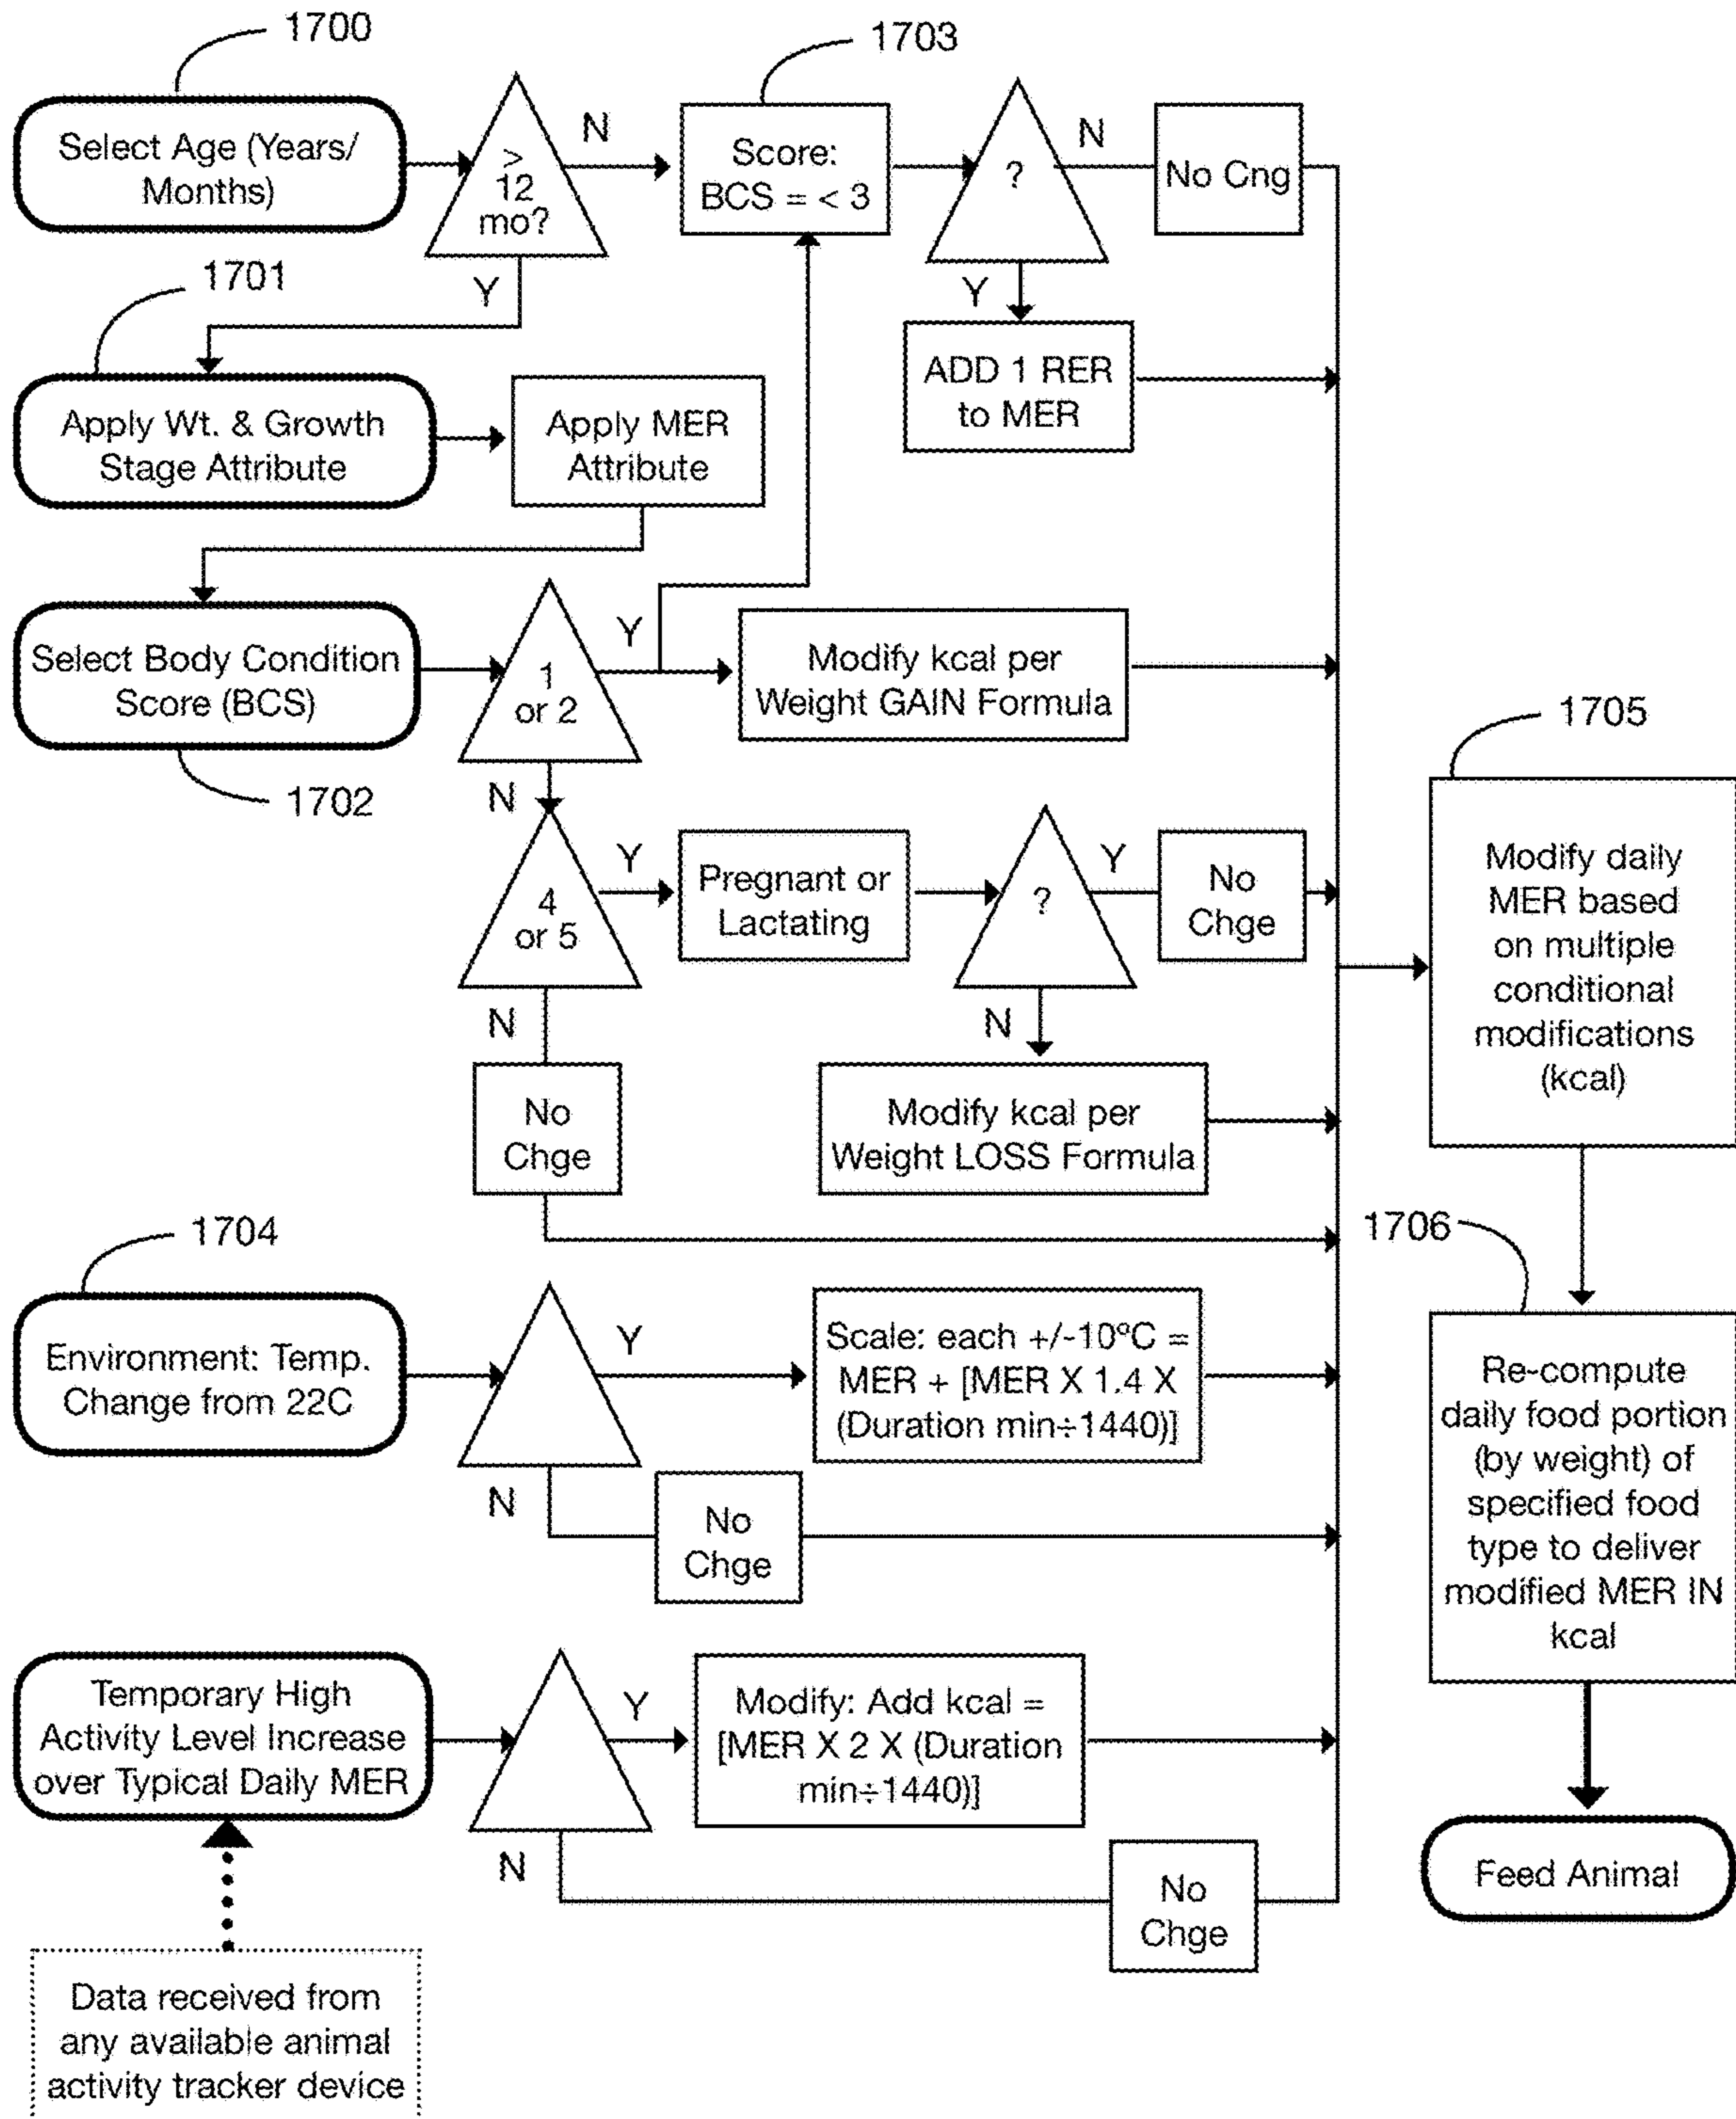 1700
1703
Select Age (Years/
Months)
>
12
mo?
N
Y
Score:
BCS = < 3
?
N
Y
No Cng
ADD 1 RER
to MER
1701
Apply Wt. & Growth
Stage Attribute
Apply MER
Attribute
Select Body Condition
Score (BCS)
1702
1
or 2
Y
N
Modify kcal per
Weight GAIN Formula
4
or 5
Y
N
Pregnant or
Lactating
?
Y
N
No
Chge
No
Chge
Modify kcal per
Weight LOSS Formula
1705
Modify daily
MER based
on multiple
conditional
modifications
(kcal)
1704
Environment: Temp.
Change from 22C
Y
N
Scale: each +/-10ºC =
MER + [MER X 1.4 X
(Duration min÷1440)]
No
Chge
1706
Re-compute
daily food portion
(by weight) of
specified food
type to deliver
modified MER IN
kcal
Temporary High
Activity Level Increase
over Typical Daily MER
Y
N
Modify: Add kcal =
[MER X 2 X (Duration
min÷1440)]
No
Chge
Feed Animal
Data received from
any available animal
activity tracker device